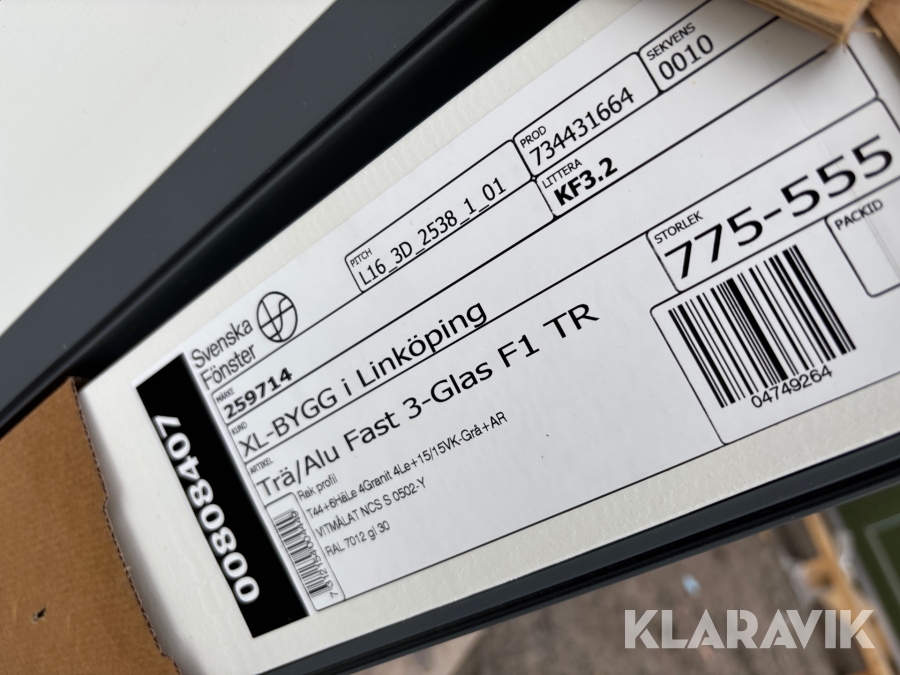 Svenska
Fönster
PITCH
L16_3D_2538_1_01
PROD
734431664
SEKVENS
0010
MÄRKE
259714
LITTERA
KF3.2
KUND
XL-BYGG i Linköping
STORLEK
775-555
ARTIKEL
Trä/Alu Fast 3-Glas F1 TR
PACKID
Rak profil
T44+6HäLe 4Granit 4Le+15/15VK-Grå+AR
VITMÅLAT NCS S 0502-Y
RAL 7012 gl 30
04749264
00808407
KLARAVIK